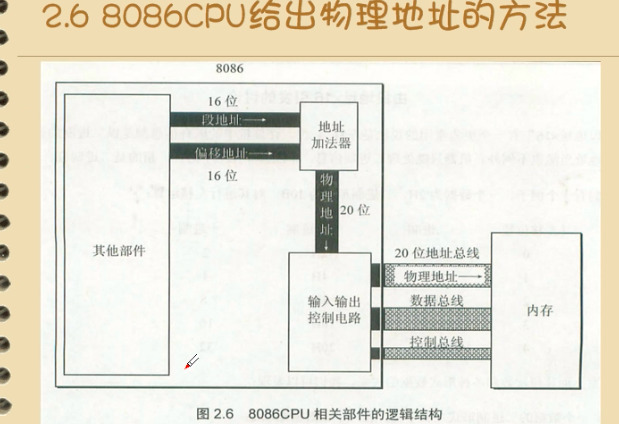 2.6 8086CPU给出物理地址的方法
8086
16 位
段地址
地址
加法器
偏移地址
16 位
物理地址
20 位
其他部件
20 位地址总线
物理地址
输入输出
控制电路
数据总线
内存
控制总线
图 2.6 8086CPU 相关部件的逻辑结构